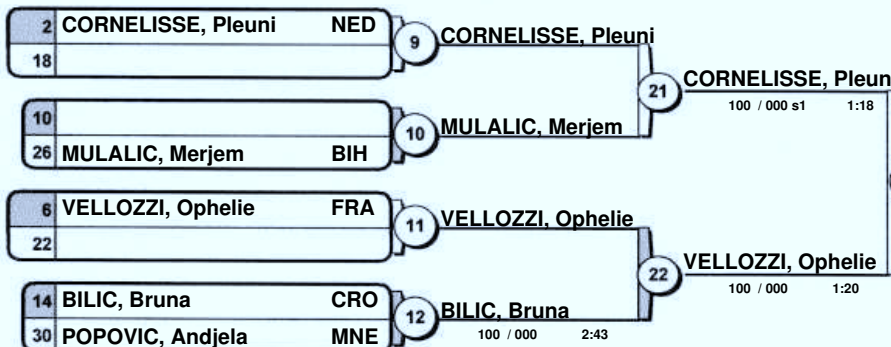 2 CORNELISSE, Pleuni NED
18
9 CORNELISSE, Pleuni
10
26 MULALIC, Merjem BIH
10 MULALIC, Merjem
21 CORNELISSE, Pleun
100 / 000 s1 1:18
6 VELLOZZI, Ophelie FRA
22
11 VELLOZZI, Ophelie
14 BILIC, Bruna CRO
30 POPOVIC, Andjela MNE
12 BILIC, Bruna
100 / 000 2:43
22 VELLOZZI, Ophelie
100 / 000 1:20